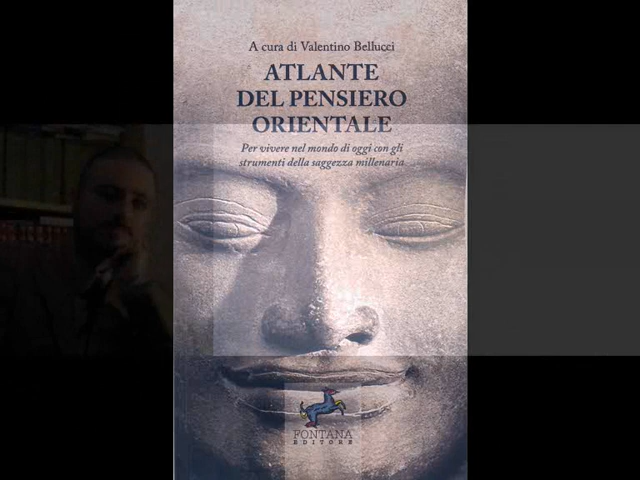 A cura di Valentino Bellucci
ATLANTE
DEL PENSIERO
ORIENTALE
Per vivere nel mondo di oggi con gli
strumenti della saggezza millenaria
FONTANA
EDITORE